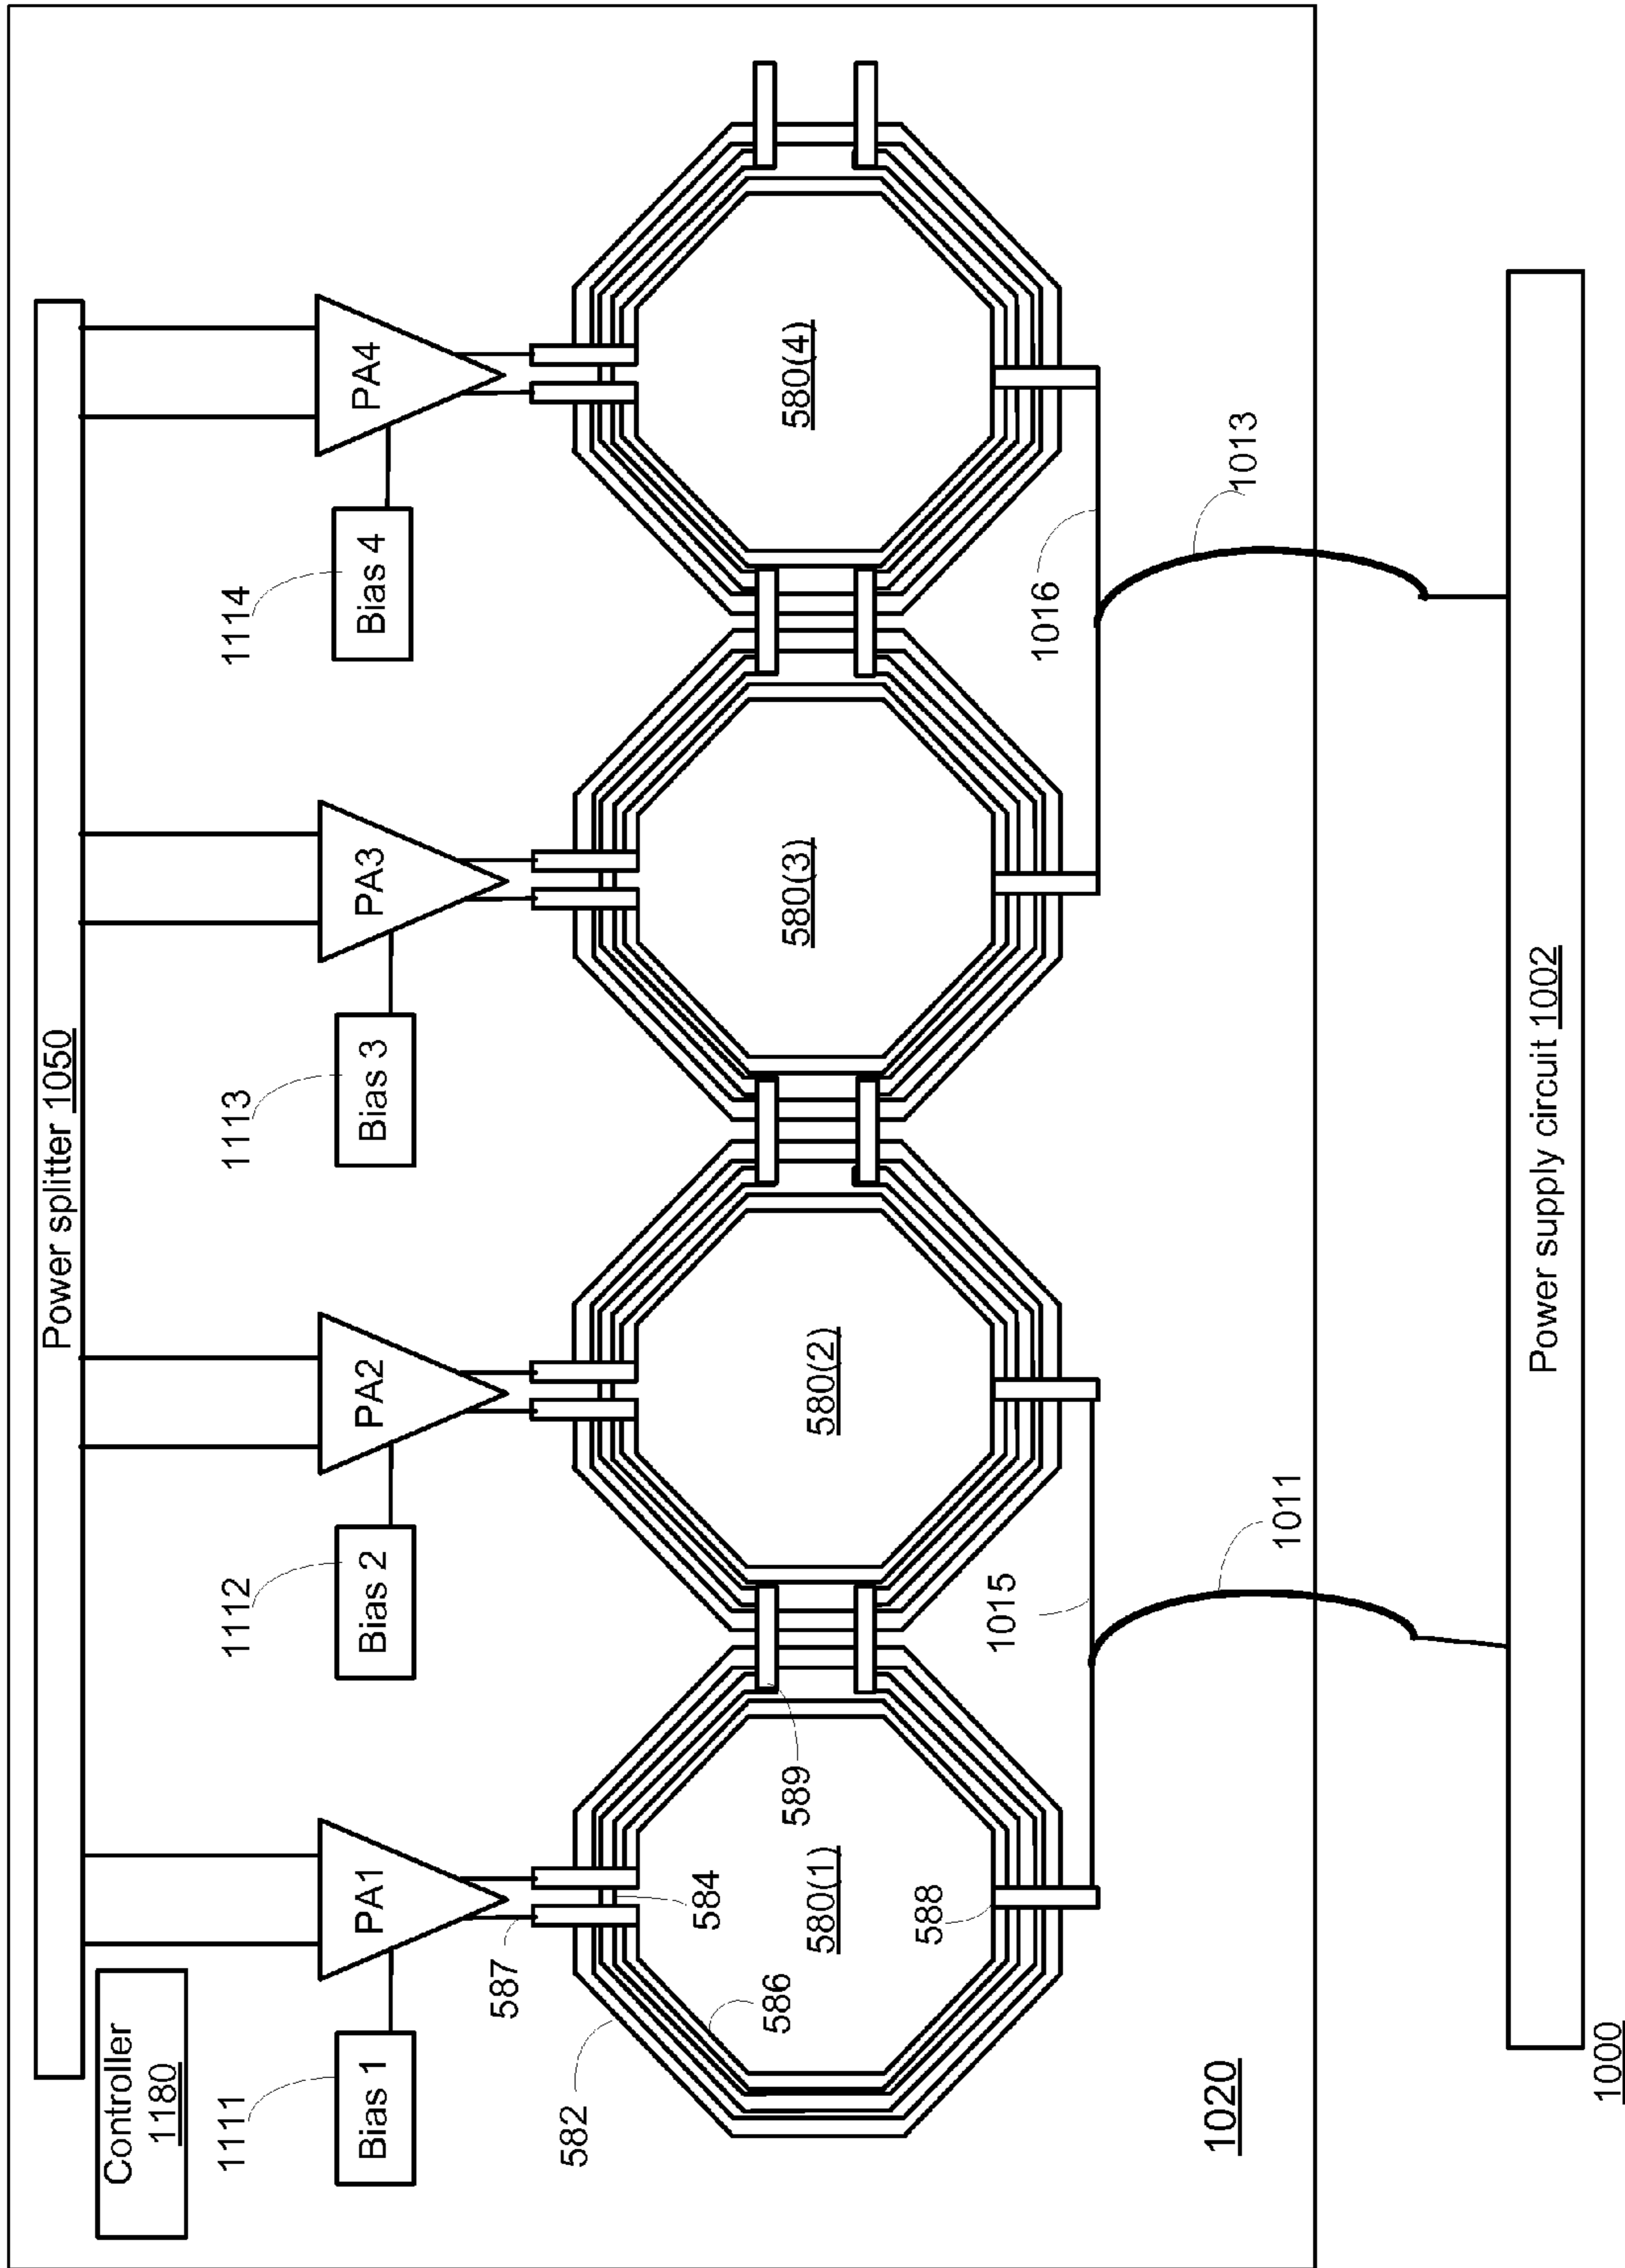 Power splitter 1050
Controller
1180
1111
1112
1113
1114
Bias 1
Bias 2
Bias 3
Bias 4
PA1
PA2
PA3
PA4
587
582
584
586
589
580(1)
580(2)
580(3)
580(4)
588
1015
1016
1011
1013
1020
Power supply circuit 1002
1000